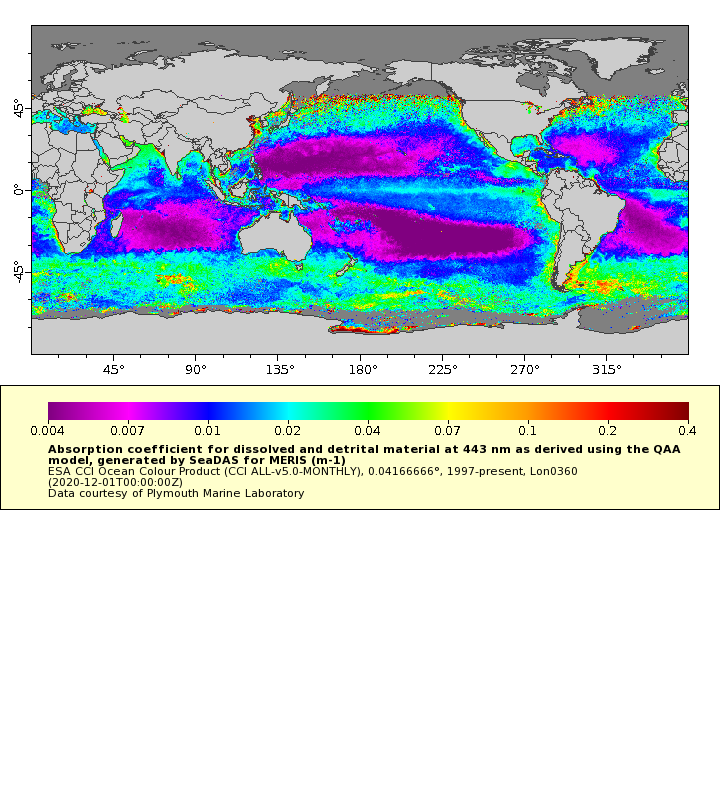 45°
0°
-45°
45° 90° 135° 180° 225° 270° 315°
0.004 0.007 0.01 0.02 0.04 0.07 0.1 0.2 0.4
Absorption coefficient for dissolved and detrital material at 443 nm as derived using the QAA
model, generated by SeaDAS for MERIS (m-1)
ESA CCI Ocean Colour Product (CCI ALL-v5.0-MONTHLY), 0.04166666°, 1997-present, Lon0360
(2020-12-01T00:00:00Z)
Data courtesy of Plymouth Marine Laboratory